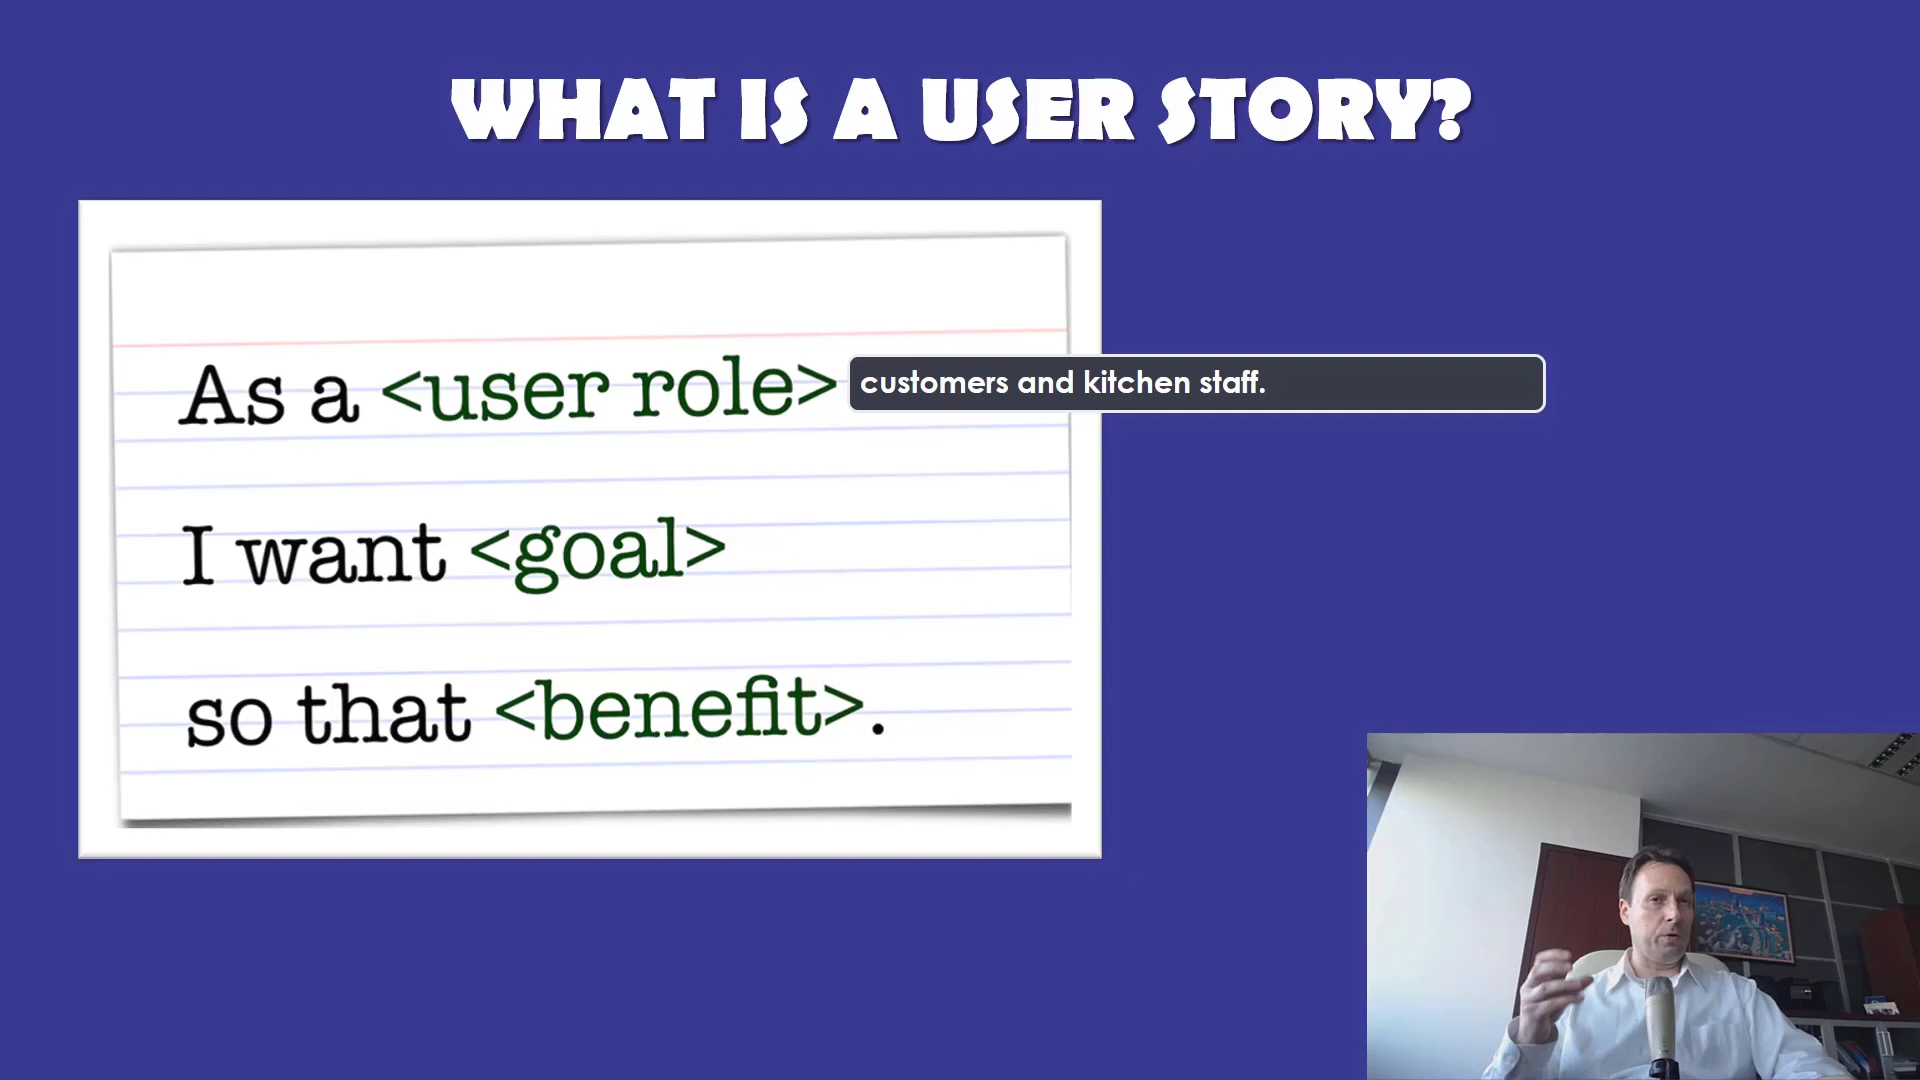 WHAT IS A USER STORY?
As a <user role>
customers and kitchen staff.
I want <goal>
so that <benefit>.